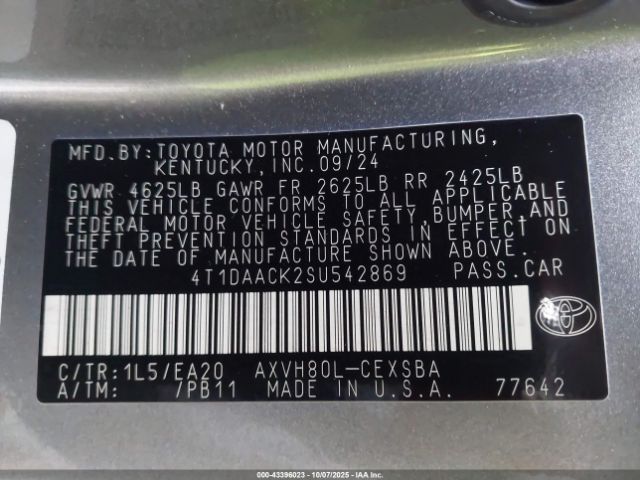 MFD.BY: TOYOTA MOTOR MANUFACTURING,
KENTUCKY, INC. 09/24
GVWR 4625LB GAWR FR 2625LB RR 2425LB
THIS VEHICLE CONFORMS TO ALL APPLICABLE
FEDERAL MOTOR VEHICLE SAFETY, BUMPER, AND
THEFT PREVENTION STANDARDS IN EFFECT ON
THE DATE OF MANUFACTURE SHOWN ABOVE.
4T1DAACK2SU542869 PASS.CAR
C/TR:1L5/EA20 AXVH80L-CEXSBA
A/TM: /PB11 MADE IN U.S.A. 77642
000-43396023 - 10/07/2025 - IAAI.CA